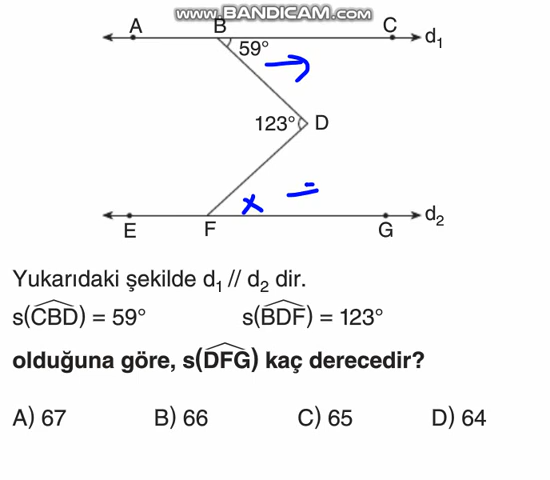 www.BANDICAM.com
A B C d₁
59°
123° D
x =
E F G d₂
Yukarıdaki şekilde d₁ // d₂ dir.
s(CBD) = 59° s(BDF) = 123°
olduğuna göre, s(DFG) kaç derecedir?
A) 67 B) 66 C) 65 D) 64